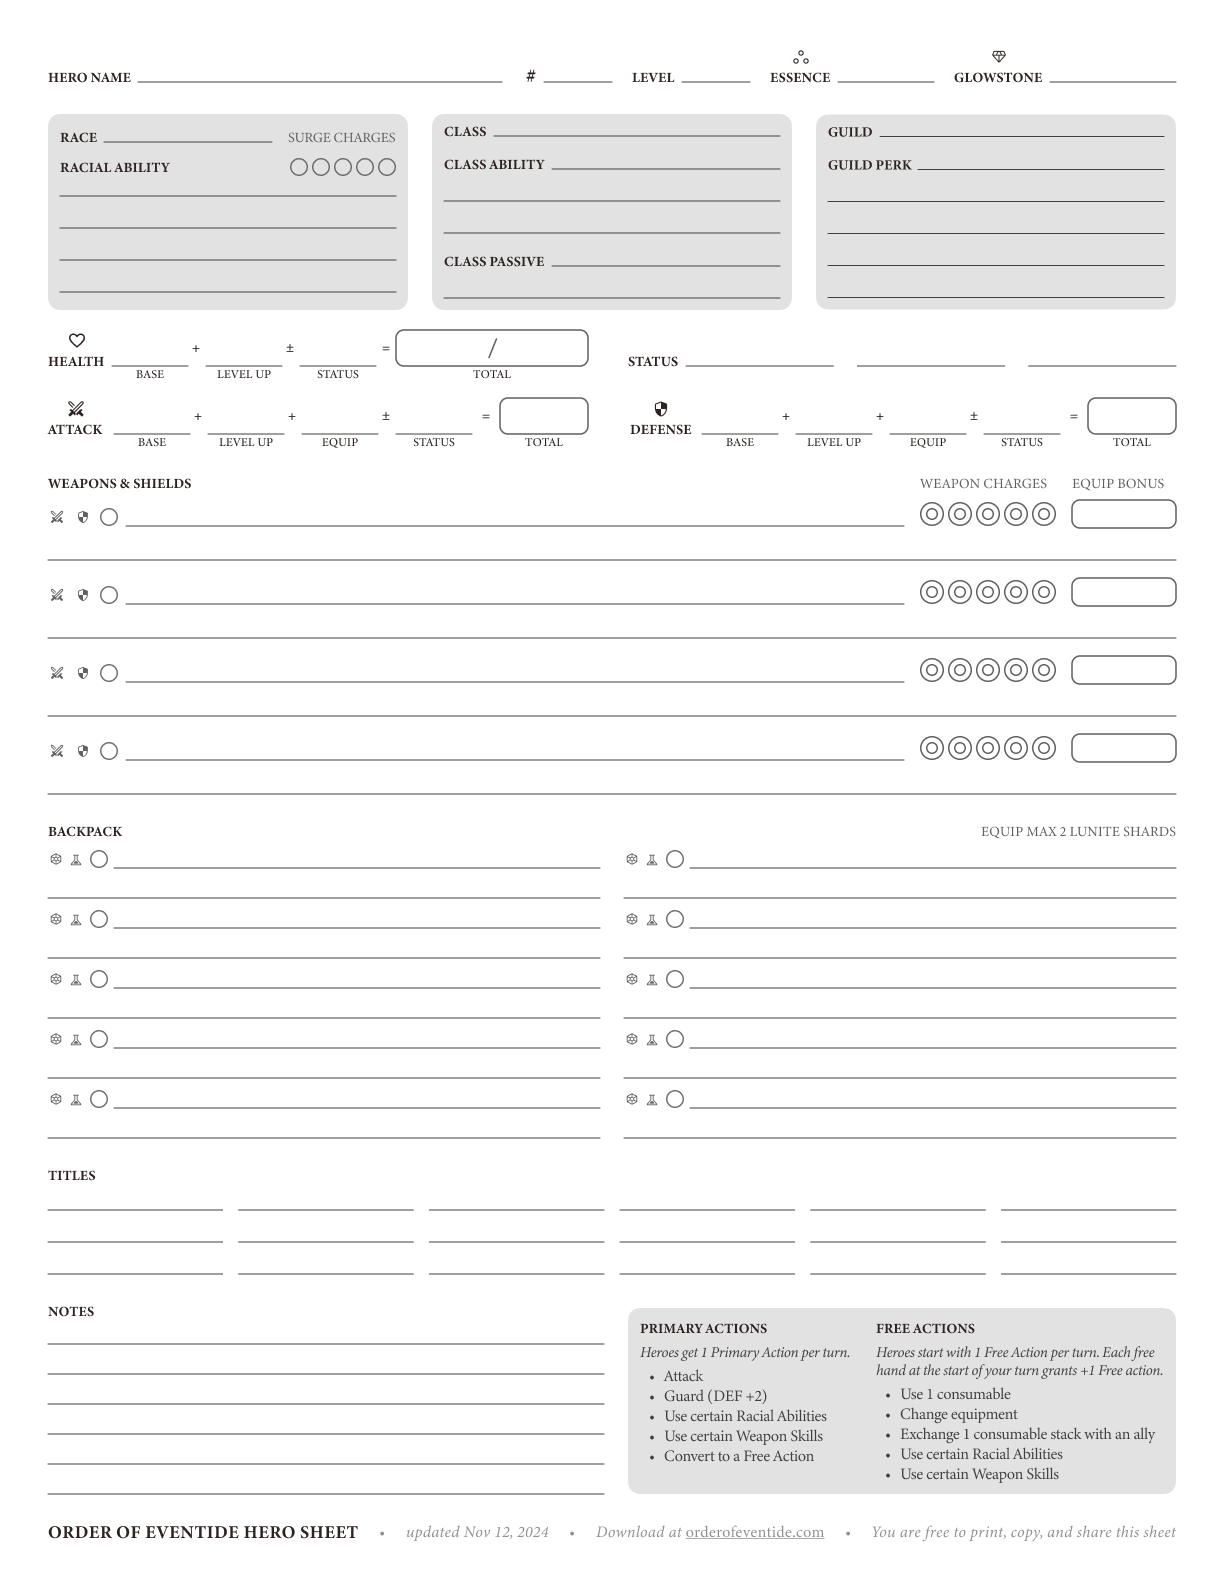 HERO NAME # LEVEL ESSENCE GLOWSTONE
RACE SURGE CHARGES
RACIAL ABILITY
CLASS
CLASS ABILITY
CLASS PASSIVE
GUILD
GUILD PERK
HEALTH + ± = /
BASE LEVEL UP STATUS TOTAL
STATUS
ATTACK + + ± =
BASE LEVEL UP EQUIP STATUS TOTAL
DEFENSE + + ± =
BASE LEVEL UP EQUIP STATUS TOTAL
WEAPONS & SHIELDS WEAPON CHARGES EQUIP BONUS
BACKPACK EQUIP MAX 2 LUNITE SHARDS
TITLES
NOTES
PRIMARY ACTIONS
Heroes get 1 Primary Action per turn.
• Attack
• Guard (DEF +2)
• Use certain Racial Abilities
• Use certain Weapon Skills
• Convert to a Free Action
FREE ACTIONS
Heroes start with 1 Free Action per turn. Each free
hand at the start of your turn grants +1 Free action.
• Use 1 consumable
• Change equipment
• Exchange 1 consumable stack with an ally
• Use certain Racial Abilities
• Use certain Weapon Skills
ORDER OF EVENTIDE HERO SHEET • updated Nov 12, 2024 • Download at orderofeventide.com • You are free to print, copy, and share this sheet